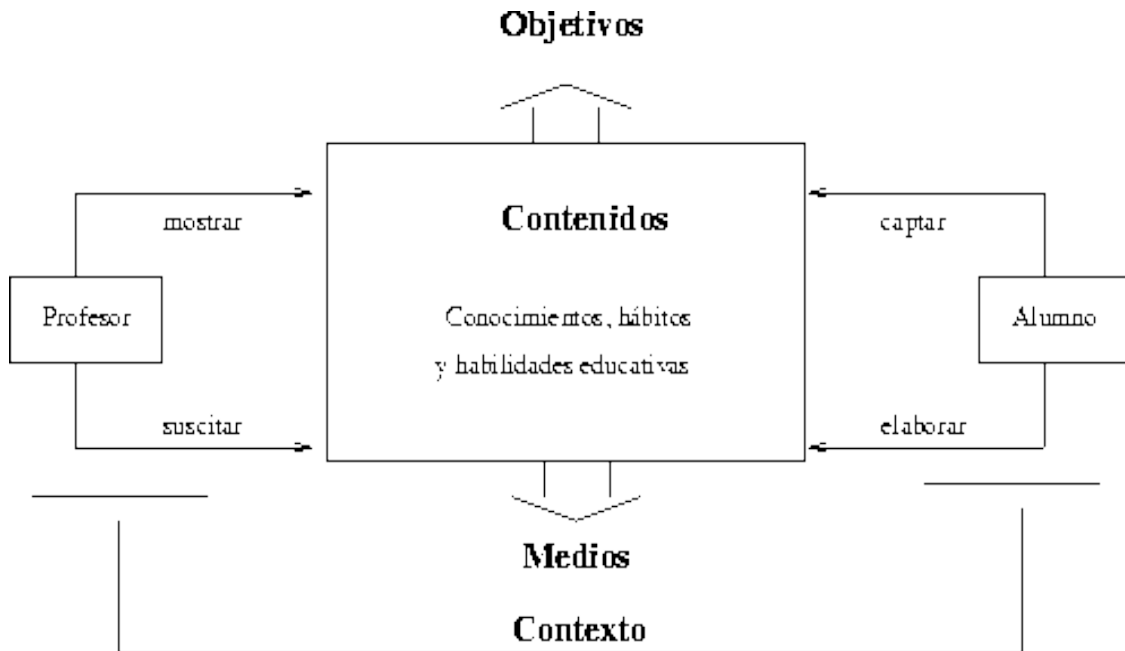 Objetivos
mostrar
Contenidos
captar
Profesor
Conocimientos, hábitos
y habilidades educativas
Alumno
suscitar
elaborar
Medios
Contexto